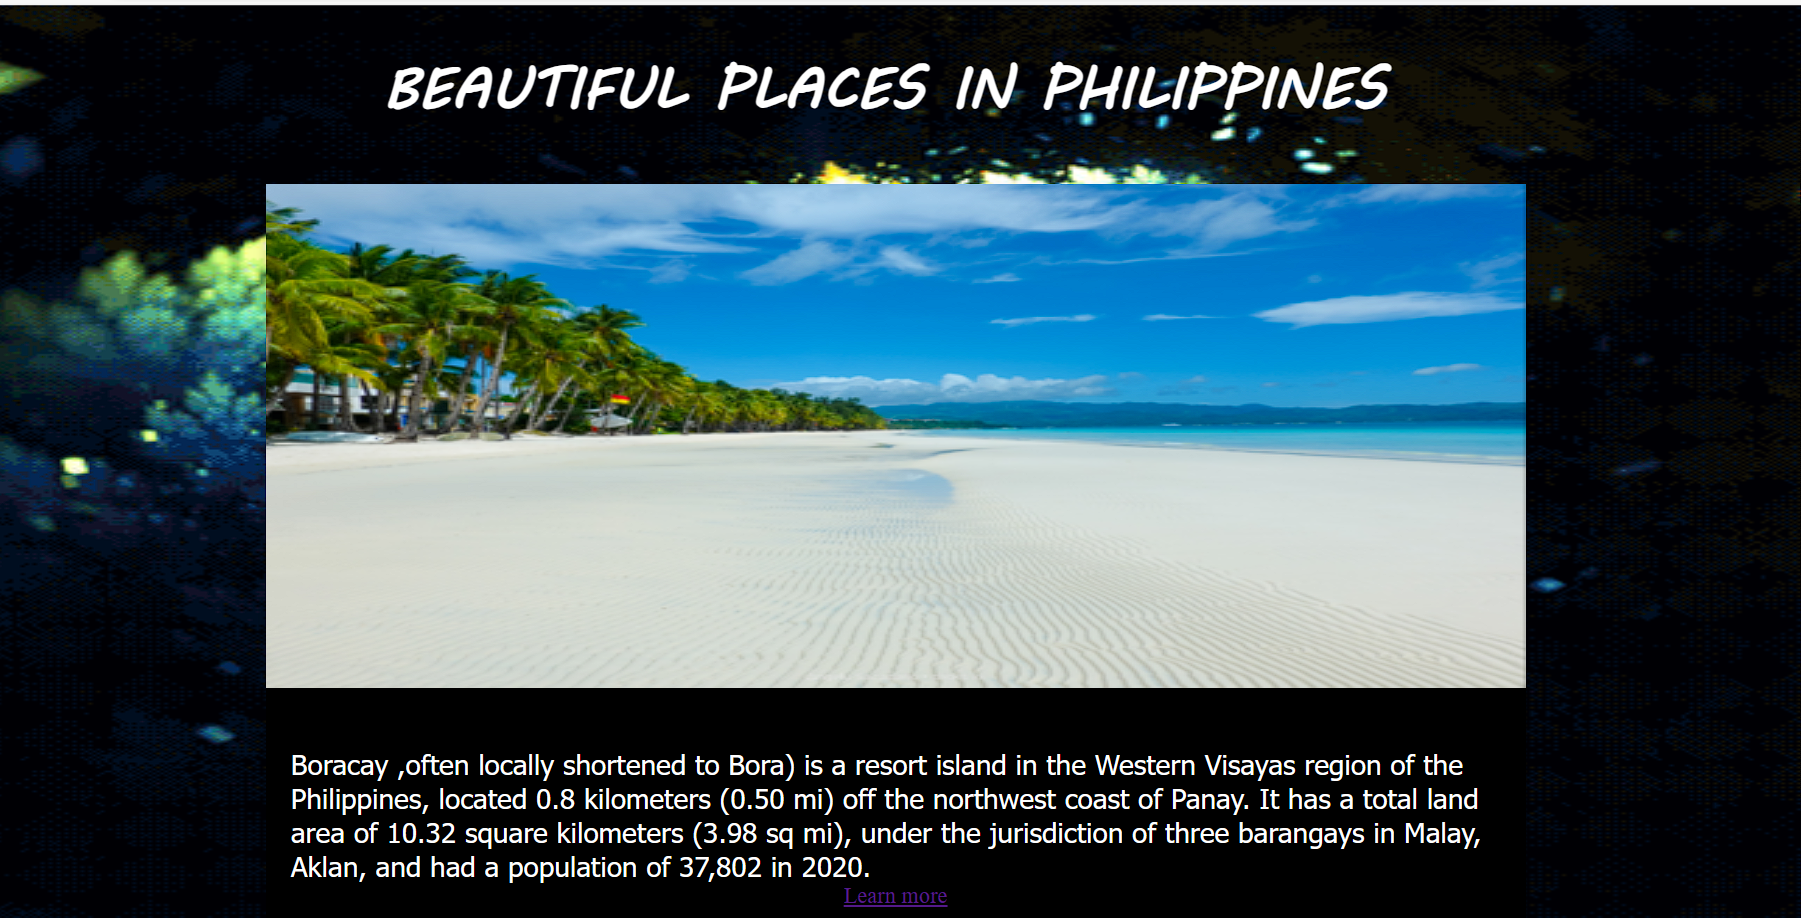 BEAUTIFUL PLACES IN PHILIPPINES
Boracay ,often locally shortened to Bora) is a resort island in the Western Visayas region of the
Philippines, located 0.8 kilometers (0.50 mi) off the northwest coast of Panay. It has a total land
area of 10.32 square kilometers (3.98 sq mi), under the jurisdiction of three barangays in Malay,
Aklan, and had a population of 37,802 in 2020.
Learn more